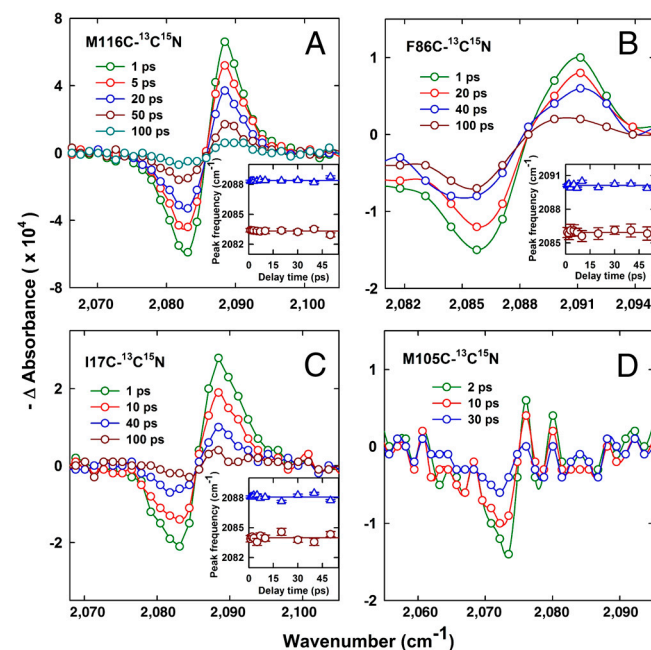 - Δ Absorbance ( x 10⁴)
M116C-¹³C¹⁵N
A
1 ps
5 ps
20 ps
50 ps
100 ps
8
4
0
-4
-8
2,070 2,080 2,090 2,100
Peak frequency (cm⁻¹)
2088
2085
2082
0 15 30 45
Delay time (ps)
F86C-¹³C¹⁵N
B
1 ps
20 ps
40 ps
100 ps
1
0
-1
-2
2,082 2,085 2,088 2,091 2,094
Peak frequency (cm⁻¹)
2091
2088
2085
0 15 30 45
Delay time (ps)
I17C-¹³C¹⁵N
C
1 ps
10 ps
40 ps
100 ps
2
0
-2
2,070 2,080 2,090 2,100
Peak frequency (cm⁻¹)
2088
2085
2082
0 15 30 45
Delay time (ps)
M105C-¹³C¹⁵N
D
2 ps
10 ps
30 ps
1
0
-1
-2
2,060 2,070 2,080 2,090
Wavenumber (cm⁻¹)